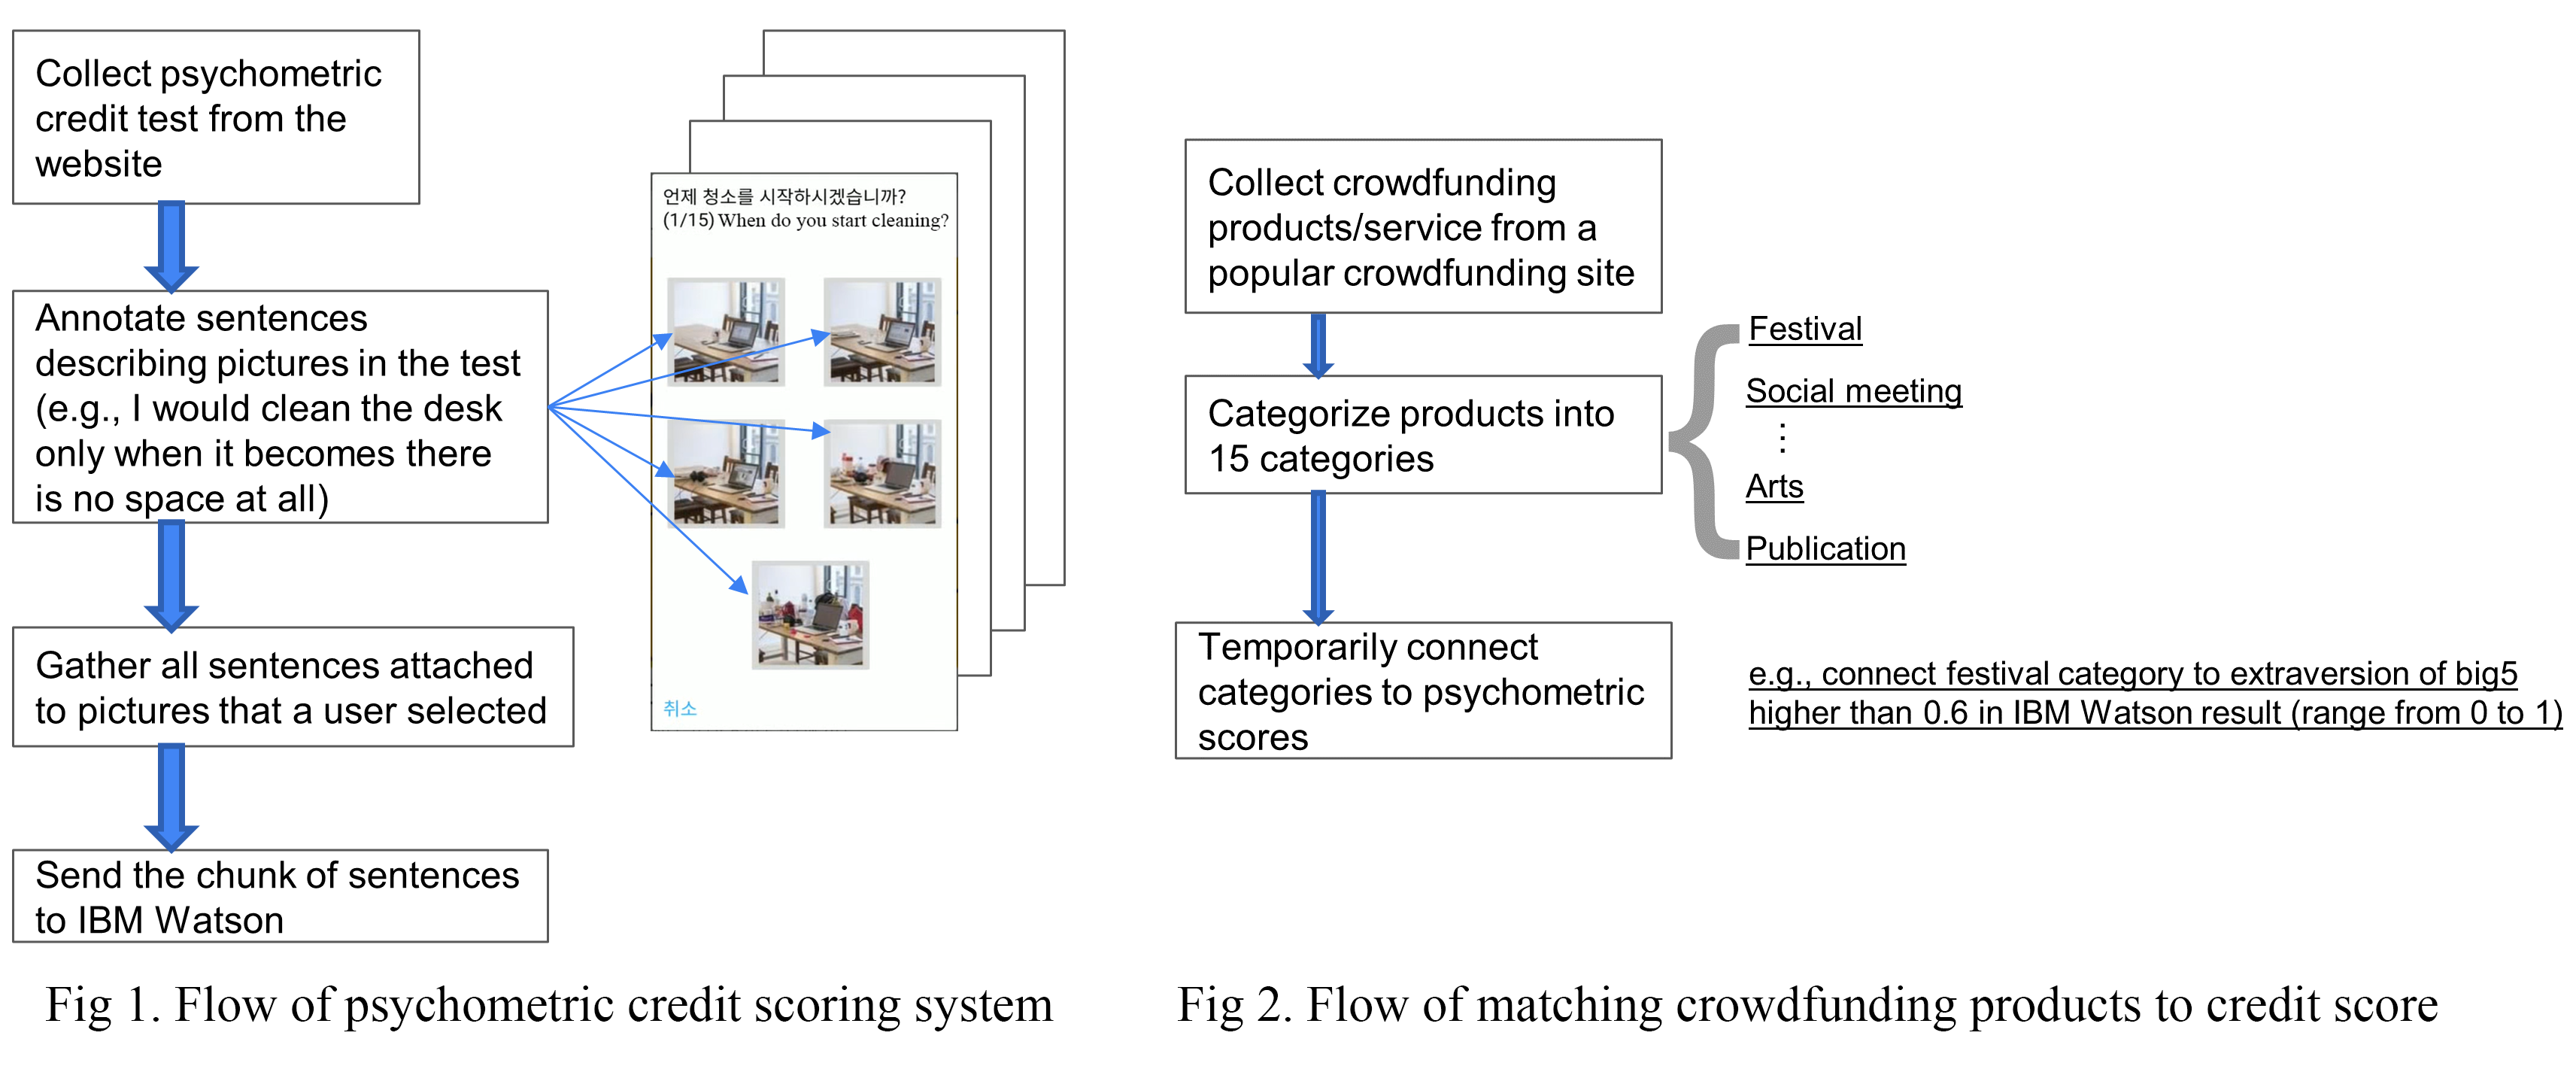 Collect psychometric
credit test from the
website
Annotate sentences
describing pictures in the test
(e.g., I would clean the desk
only when it becomes there
is no space at all)
Gather all sentences attached
to pictures that a user selected
Send the chunk of sentences
to IBM Watson
언제 청소를 시작하시겠습니까?
(1/15) When do you start cleaning?
취소
Fig 1. Flow of psychometric credit scoring system
Collect crowdfunding
products/service from a
popular crowdfunding site
Categorize products into
15 categories
Festival
Social meeting
⋮
Arts
Publication
Temporarily connect
categories to psychometric
scores
e.g., connect festival category to extraversion of big5
higher than 0.6 in IBM Watson result (range from 0 to 1)
Fig 2. Flow of matching crowdfunding products to credit score